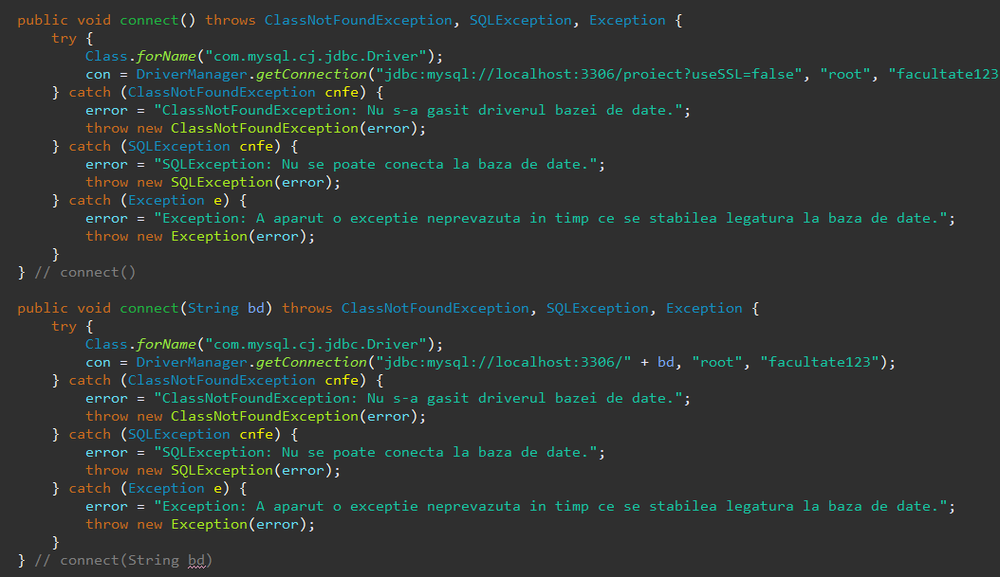 public void connect() throws ClassNotFoundException, SQLException, Exception {
    try {
        Class.forName("com.mysql.cj.jdbc.Driver");
        con = DriverManager.getConnection("jdbc:mysql://localhost:3306/proiect?useSSL=false", "root", "facultate123
    } catch (ClassNotFoundException cnfe) {
        error = "ClassNotFoundException: Nu s-a gasit driverul bazei de date.";
        throw new ClassNotFoundException(error);
    } catch (SQLException cnfe) {
        error = "SQLException: Nu se poate conecta la baza de date.";
        throw new SQLException(error);
    } catch (Exception e) {
        error = "Exception: A aparut o exceptie neprevazuta in timp ce se stabilea legatura la baza de date.";
        throw new Exception(error);
    }
} // connect()
public void connect(String bd) throws ClassNotFoundException, SQLException, Exception {
    try {
        Class.forName("com.mysql.cj.jdbc.Driver");
        con = DriverManager.getConnection("jdbc:mysql://localhost:3306/" + bd, "root", "facultate123");
    } catch (ClassNotFoundException cnfe) {
        error = "ClassNotFoundException: Nu s-a gasit driverul bazei de date.";
        throw new ClassNotFoundException(error);
    } catch (SQLException cnfe) {
        error = "SQLException: Nu se poate conecta la baza de date.";
        throw new SQLException(error);
    } catch (Exception e) {
        error = "Exception: A aparut o exceptie neprevazuta in timp ce se stabilea legatura la baza de date.";
        throw new Exception(error);
    }
} // connect(String bd)